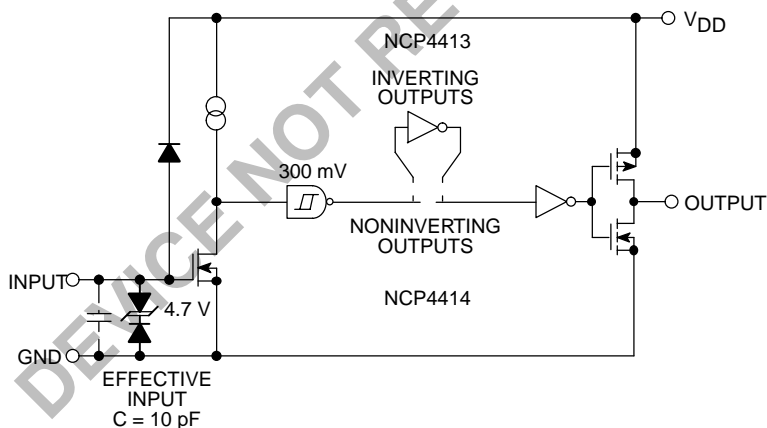 V_DD
NCP4413
INVERTING
OUTPUTS
300 mV
OUTPUT
NONINVERTING
OUTPUTS
INPUT
4.7 V
NCP4414
GND
EFFECTIVE
INPUT
C = 10 pF
DEVICE NOT RE